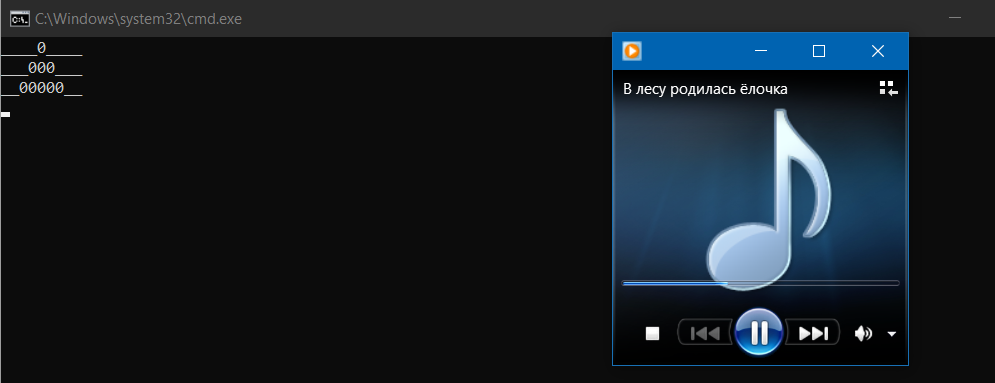 C:\Windows\system32\cmd.exe
____0____
___000___
__00000__
В лесу родилась ёлочка